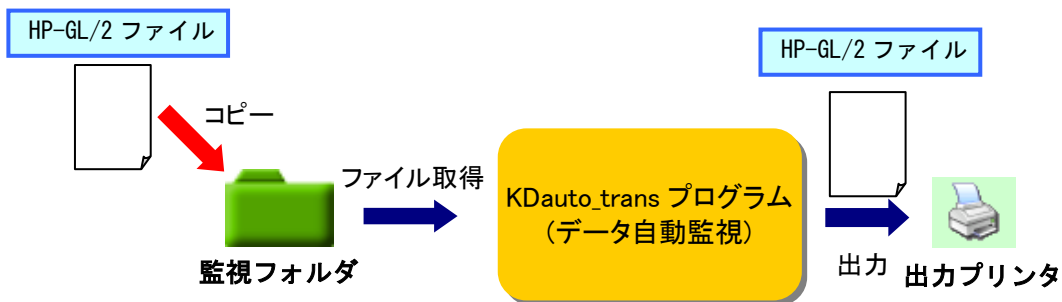 HP-GL/2 ファイル
コピー
監視フォルダ
ファイル取得
KDauto_trans プログラム
(データ自動監視)
HP-GL/2 ファイル
出力
出力プリンタ